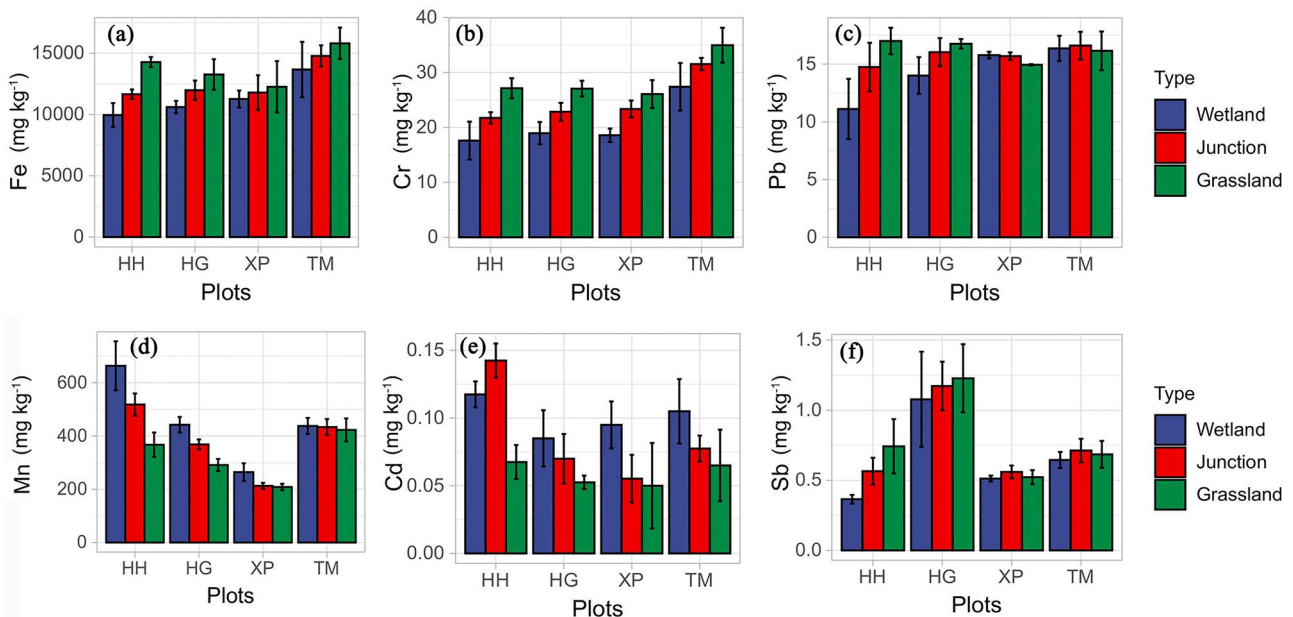 (a)
Fe (mg kg⁻¹)
15000
10000
5000
0
HH HG XP TM
Plots
(b)
Cr (mg kg⁻¹)
40
30
20
10
0
HH HG XP TM
Plots
(c)
Pb (mg kg⁻¹)
15
10
5
0
HH HG XP TM
Plots
Type
Wetland
Junction
Grassland
(d)
Mn (mg kg⁻¹)
600
400
200
0
HH HG XP TM
Plots
(e)
Cd (mg kg⁻¹)
0.15
0.10
0.05
0.00
HH HG XP TM
Plots
(f)
Sb (mg kg⁻¹)
1.5
1.0
0.5
0.0
HH HG XP TM
Plots
Type
Wetland
Junction
Grassland